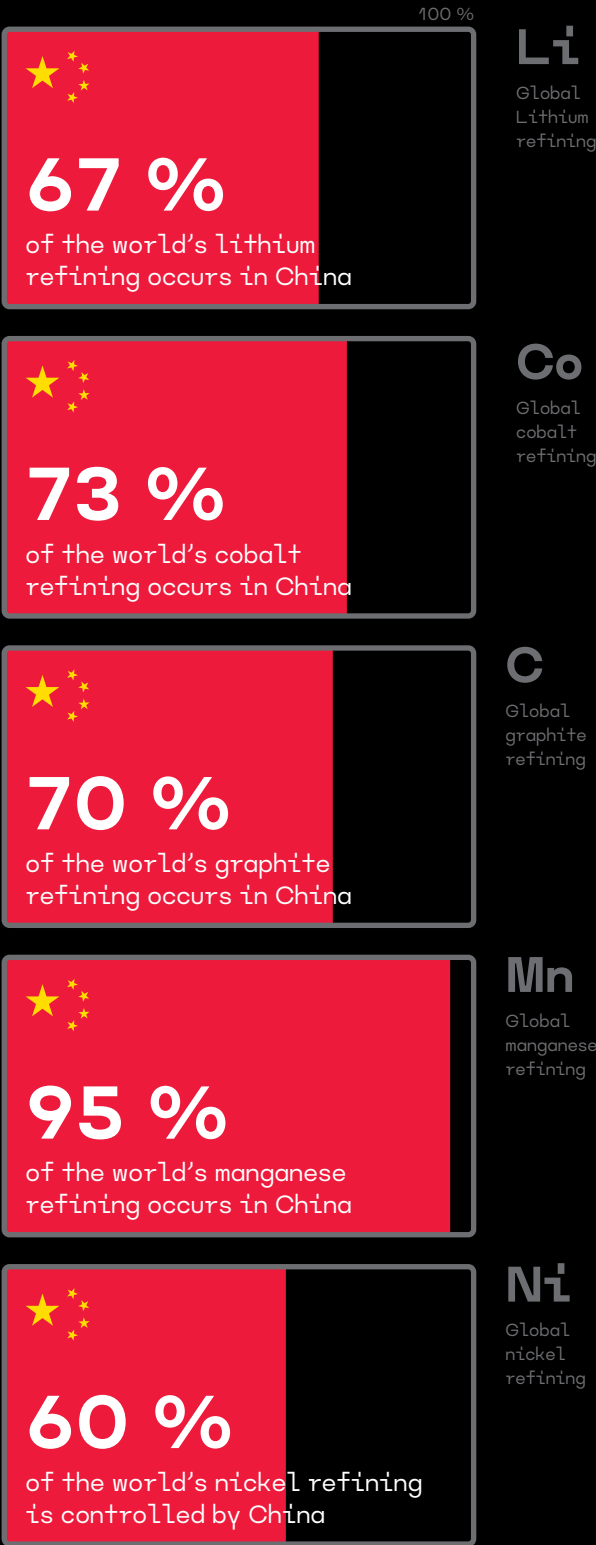 100 %
Li
Global
Lithium
refining
67 %
of the world’s lithium
refining occurs in China
Co
Global
cobalt
refining
73 %
of the world’s cobalt
refining occurs in China
C
Global
graphite
refining
70 %
of the world’s graphite
refining occurs in China
Mn
Global
manganese
refining
95 %
of the world’s manganese
refining occurs in China
Ni
Global
nickel
refining
60 %
of the world’s nickel refining
is controlled by China